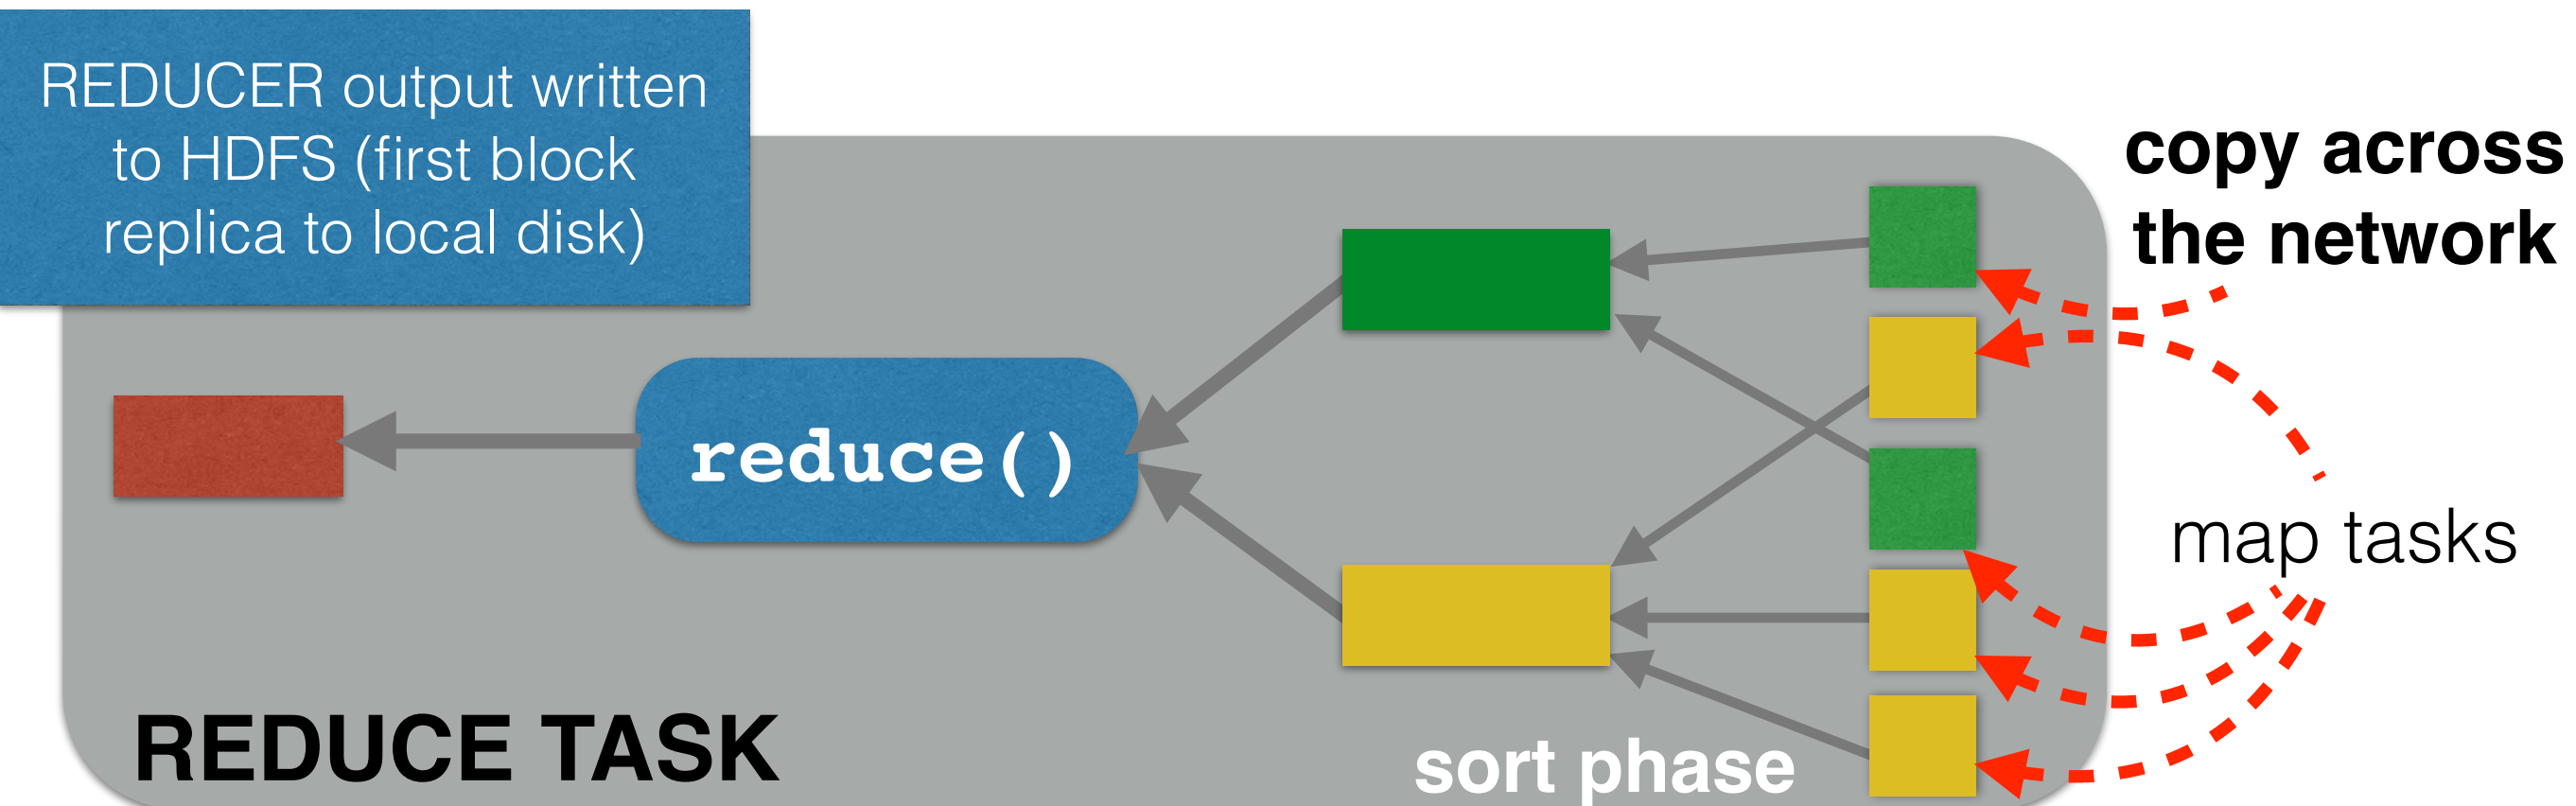 REDUCER output written
to HDFS (first block
replica to local disk)
copy across
the network
reduce()
map tasks
REDUCE TASK
sort phase